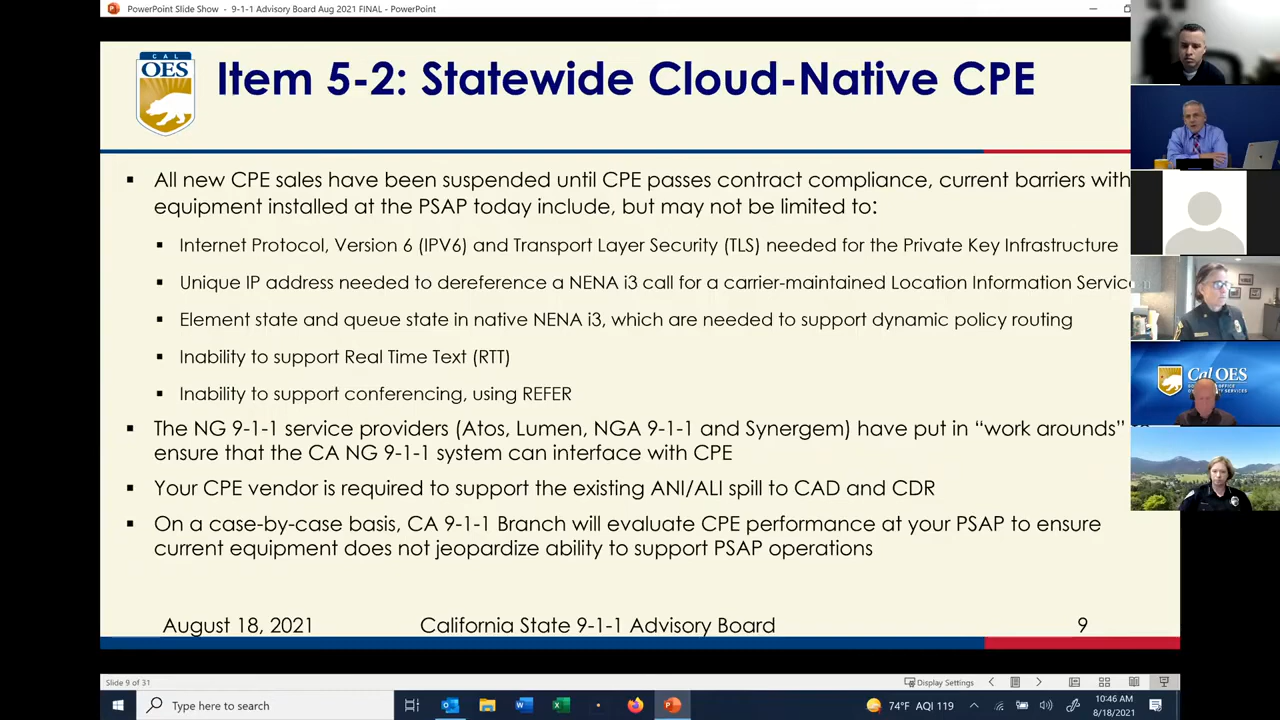 PowerPoint Slide Show - 9-1-1 Advisory Board Aug 2021 FINAL - PowerPoint
CAL
OES
Item 5-2: Statewide Cloud-Native CPE
▪ All new CPE sales have been suspended until CPE passes contract compliance, current barriers with
equipment installed at the PSAP today include, but may not be limited to:
▪ Internet Protocol, Version 6 (IPV6) and Transport Layer Security (TLS) needed for the Private Key Infrastructure
▪ Unique IP address needed to dereference a NENA i3 call for a carrier-maintained Location Information Servic
▪ Element state and queue state in native NENA i3, which are needed to support dynamic policy routing
▪ Inability to support Real Time Text (RTT)
▪ Inability to support conferencing, using REFER
▪ The NG 9-1-1 service providers (Atos, Lumen, NGA 9-1-1 and Synergem) have put in “work arounds”
ensure that the CA NG 9-1-1 system can interface with CPE
▪ Your CPE vendor is required to support the existing ANI/ALI spill to CAD and CDR
▪ On a case-by-case basis, CA 9-1-1 Branch will evaluate CPE performance at your PSAP to ensure
current equipment does not jeopardize ability to support PSAP operations
August 18, 2021 California State 9-1-1 Advisory Board 9
Cal OES
Slide 9 of 31 Display Settings
Type here to search
74°F AQI 119
10:46 AM
8/18/2021